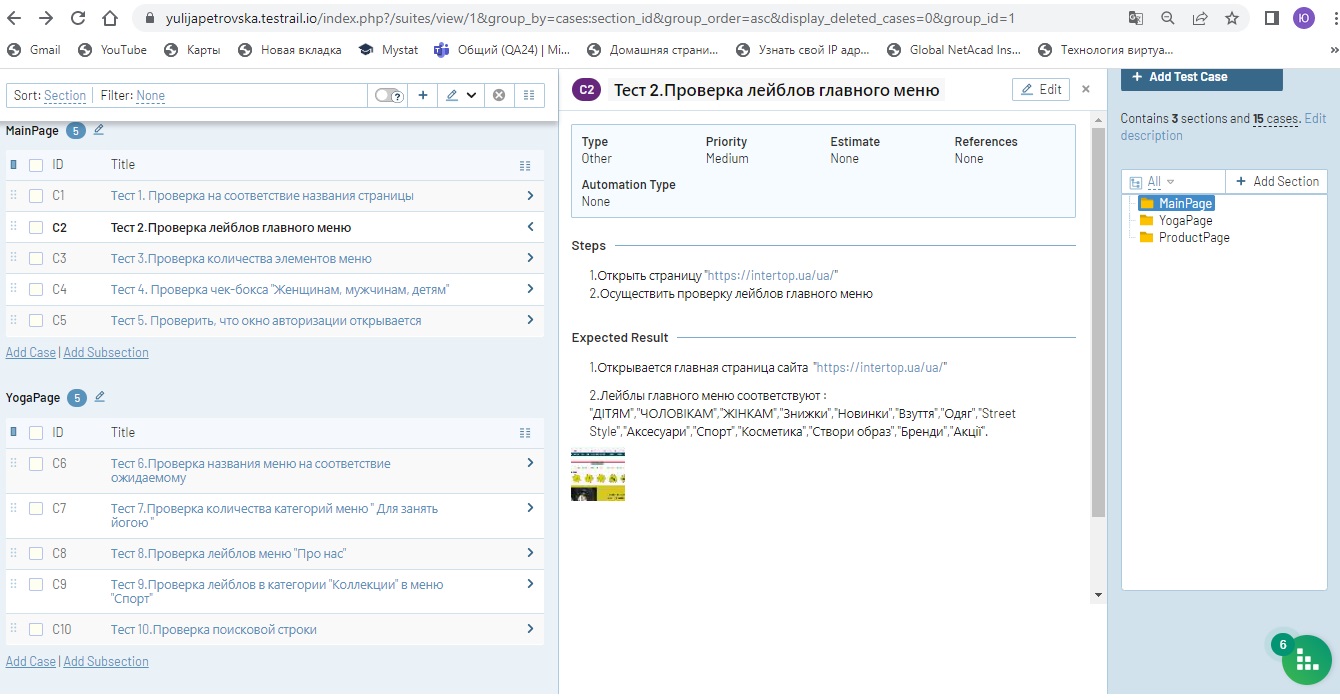 yulijapetrovska.testrail.io/index.php?/suites/view/1&group_by=cases:section_id&group_order=asc&display_deleted_cases=0&group_id=1
Ю
Gmail
YouTube
Карты
Новая вкладка
Mystat
Общий (QA24) | Mi...
Домашняя страни...
Узнать свой IP адр...
Global NetAcad Ins...
Технология виртуа...
»
Sort: Section
Filter: None
?
MainPage 5
ID Title
C1 Тест 1. Проверка на соответствие названия страницы
C2 Тест 2.Проверка лейблов главного меню
C3 Тест 3.Проверка количества элементов меню
C4 Тест 4. Проверка чек-бокса "Женщинам, мужчинам, детям"
C5 Тест 5. Проверить, что окно авторизации открывается
Add Case | Add Subsection
YogaPage 5
ID Title
C6 Тест 6.Проверка названия меню на соответствие
ожидаемому
C7 Тест 7.Проверка количества категорий меню " Для занять
йогою "
C8 Тест 8.Проверка лейблов меню "Про нас"
C9 Тест 9.Проверка лейблов в категории "Коллекции" в меню
"Спорт"
C10 Тест 10.Проверка поисковой строки
Add Case | Add Subsection
C2 Тест 2.Проверка лейблов главного меню
Edit
Type Priority Estimate References
Other Medium None None
Automation Type
None
Steps
1.Открыть страницу "https://intertop.ua/ua/"
2.Осуществить проверку лейблов главного меню
Expected Result
1.Открывается главная страница сайта "https://intertop.ua/ua/"
2.Лейблы главного меню соответствуют :
"ДІТЯМ","ЧОЛОВІКАМ","ЖІНКАМ","Знижки","Новинки","Взуття","Одяг","Street
Style","Аксесуари","Спорт","Косметика","Створи образ","Бренди","Акції".
+ Add Test Case
Contains 3 sections and 15 cases. Edit
description
All
+ Add Section
MainPage
YogaPage
ProductPage
6